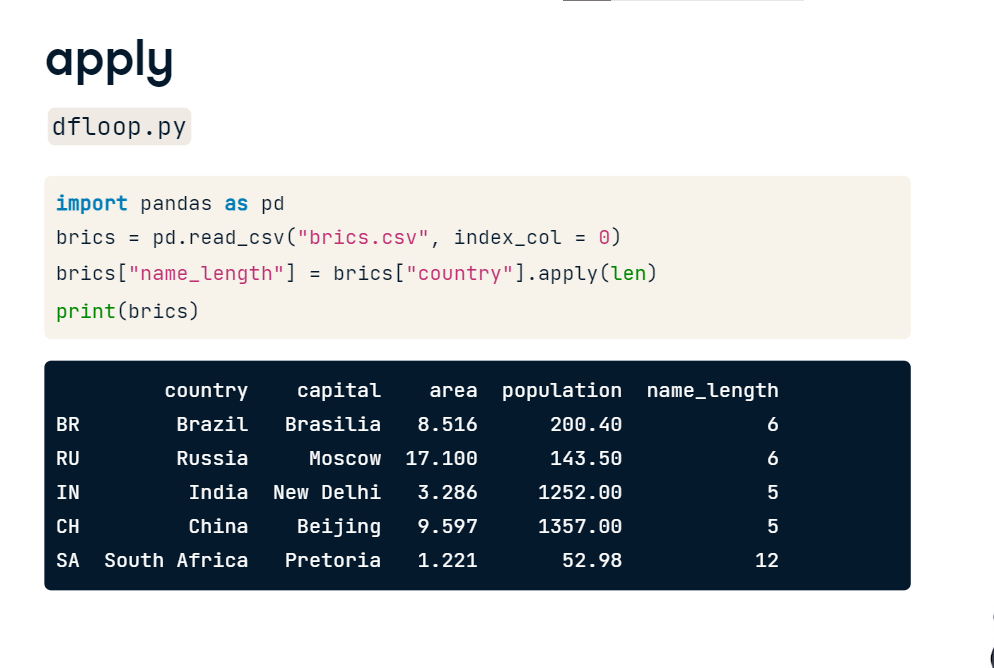 apply
dfloop.py
import pandas as pd
brics = pd.read_csv("brics.csv", index_col = 0)
brics["name_length"] = brics["country"].apply(len)
print(brics)
country capital area population name_length
BR Brazil Brasilia 8.516 200.40 6
RU Russia Moscow 17.100 143.50 6
IN India New Delhi 3.286 1252.00 5
CH China Beijing 9.597 1357.00 5
SA South Africa Pretoria 1.221 52.98 12